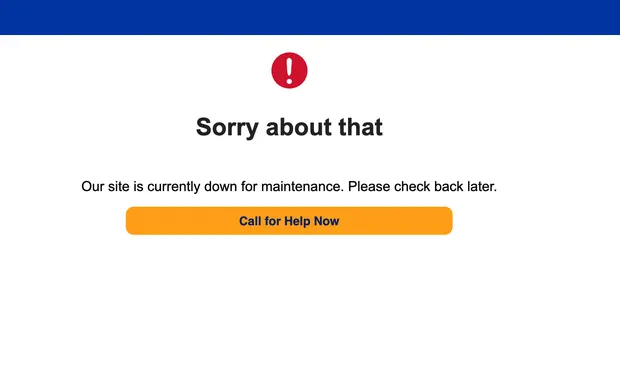 Sorry about that
Our site is currently down for maintenance. Please check back later.
Call for Help Now